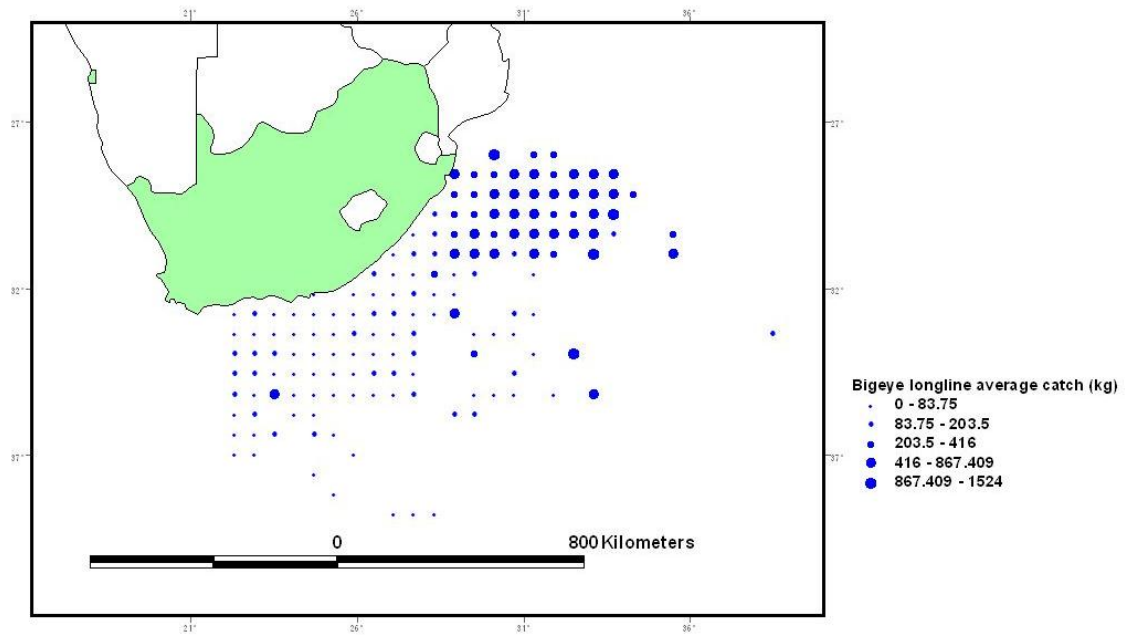 21° 26° 31° 36°
27° 27°
32° 32°
Bigeye longline average catch (kg)
0 - 83.75
83.75 - 203.5
203.5 - 416
416 - 867.409
867.409 - 1524
37° 37°
0 800 Kilometers
21° 26° 31° 36°